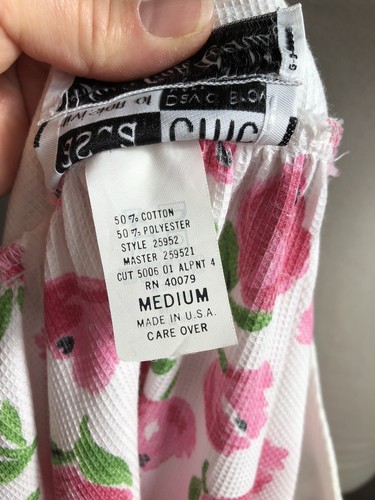 CHIC
50% COTTON
50% POLYESTER
STYLE 25952
MASTER 259521
CUT 5006 01 ALPNT 4
RN 40079
MEDIUM
MADE IN U.S.A.
CARE OVER